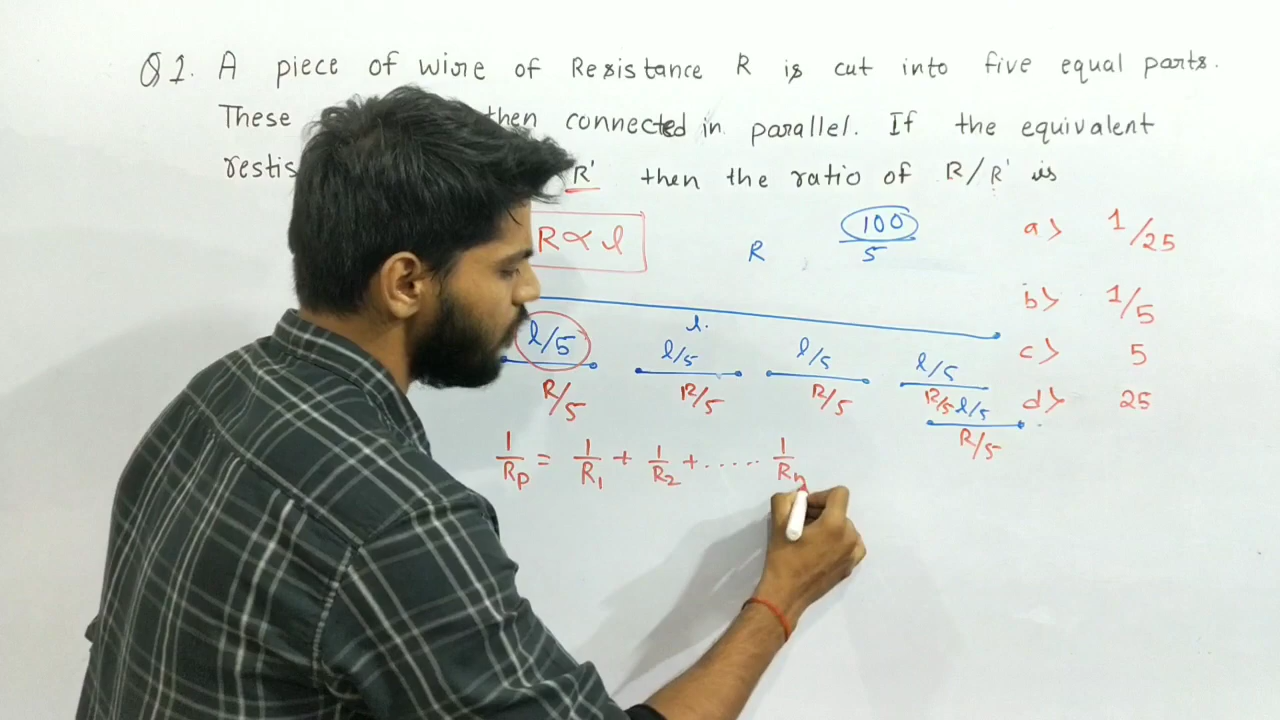 Q1. A piece of wire of Resistance R is cut into five equal parts.
These then connected in parallel. If the equivalent
restis R' then the ratio of R/R' is
R ∝ l
R
100/5
a> 1/25
b> 1/5
c> 5
d> 25
l.
l/5 l/5 l/5 l/5
R/5 R/5 R/5 R/5 l/5
R/5
1/Rp = 1/R1 + 1/R2 + ..... 1/Rn